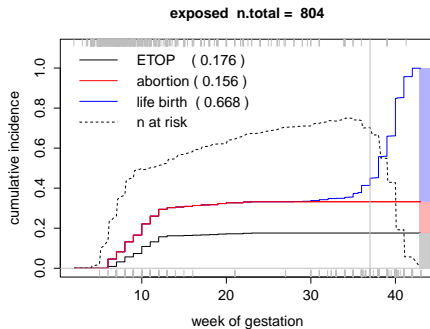 exposed n.total = 804
ETOP ( 0.176 )
abortion ( 0.156 )
life birth ( 0.668 )
n at risk
cumulative incidence
1.0
0.8
0.6
0.4
0.2
0.0
10 20 30 40
week of gestation